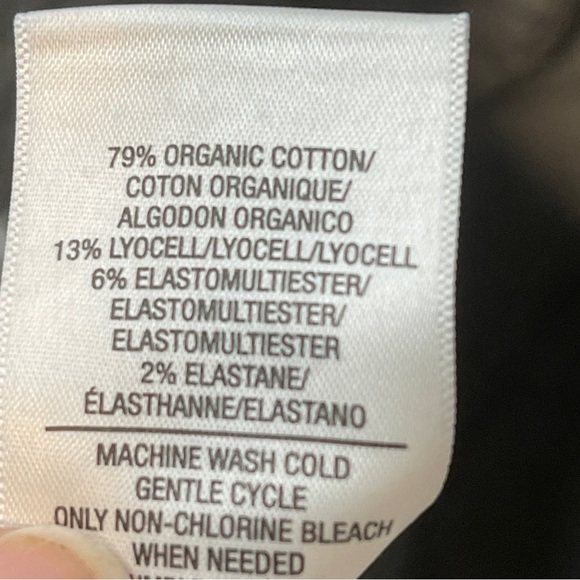 79% ORGANIC COTTON/
COTON ORGANIQUE/
ALGODON ORGANICO
13% LYOCELL/LYOCELL/LYOCELL
6% ELASTOMULTIESTER/
ELASTOMULTIESTER/
ELASTOMULTIESTER
2% ELASTANE/
ÉLASTHANNE/ELASTANO
MACHINE WASH COLD
GENTLE CYCLE
ONLY NON-CHLORINE BLEACH
WHEN NEEDED